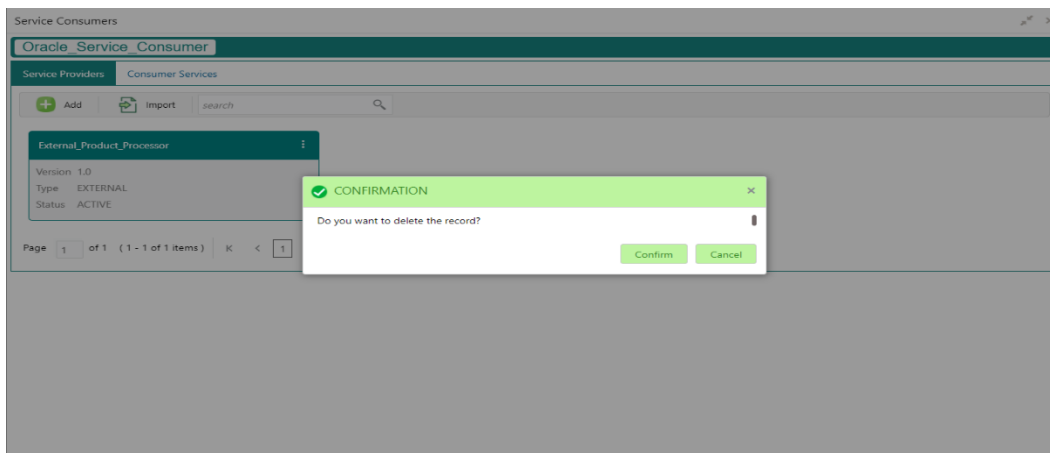 Service Consumers
Oracle_Service_Consumer
Service Providers Consumer Services
Add Import search
External_Product_Processor
Version 1.0
Type EXTERNAL
Status ACTIVE
Page 1 of 1 (1 - 1 of 1 items) K < 1
CONFIRMATION ×
Do you want to delete the record?
Confirm Cancel